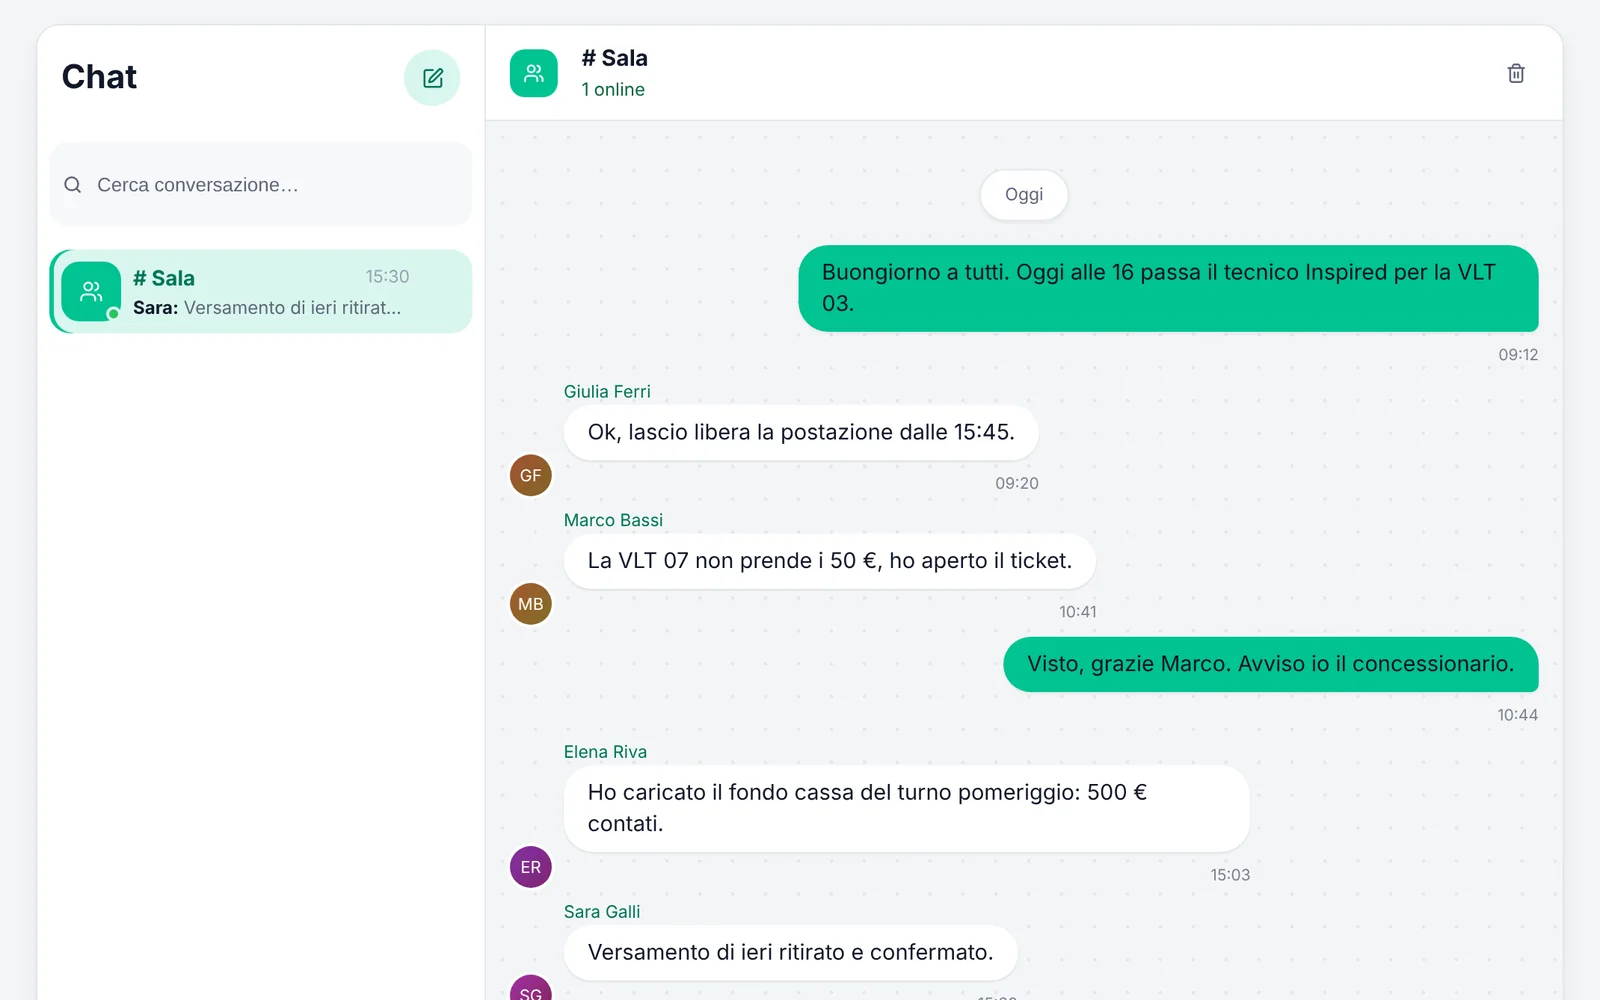 Chat
Cerca conversazione…
# Sala
15:30
Sara: Versamento di ieri ritirat...
# Sala
1 online
Oggi
Buongiorno a tutti. Oggi alle 16 passa il tecnico Inspired per la VLT
03.
09:12
Giulia Ferri
Ok, lascio libera la postazione dalle 15:45.
GF
09:20
Marco Bassi
La VLT 07 non prende i 50 €, ho aperto il ticket.
MB
10:41
Visto, grazie Marco. Avviso io il concessionario.
10:44
Elena Riva
Ho caricato il fondo cassa del turno pomeriggio: 500 €
contati.
ER
15:03
Sara Galli
Versamento di ieri ritirato e confermato.
SG